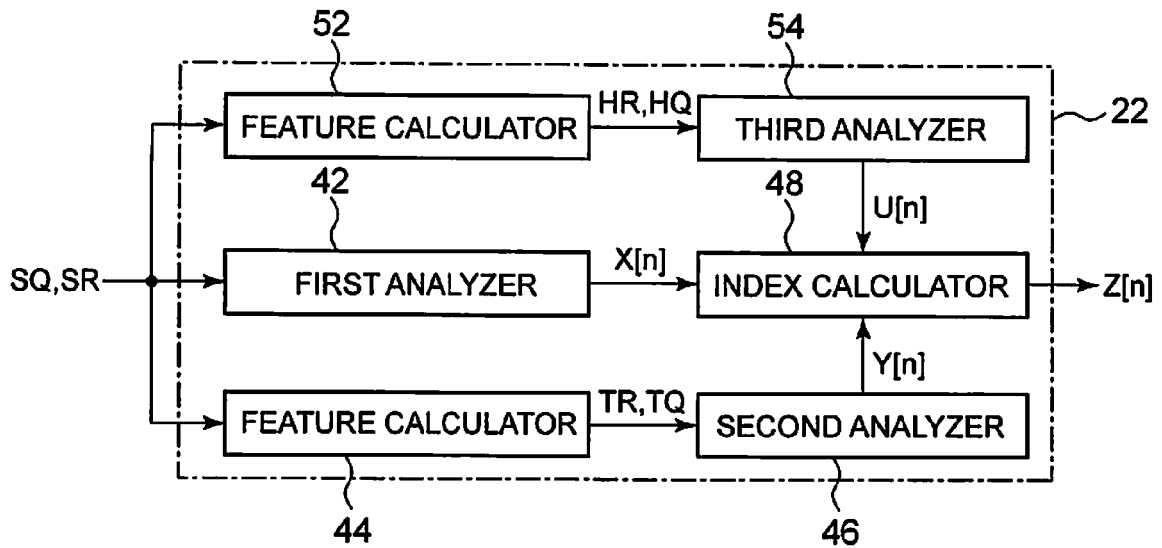 52
54
HR,HQ
22
FEATURE CALCULATOR
THIRD ANALYZER
42
48
U[n]
SQ,SR
FIRST ANALYZER
X[n]
INDEX CALCULATOR
Z[n]
Y[n]
FEATURE CALCULATOR
TR,TQ
SECOND ANALYZER
44
46